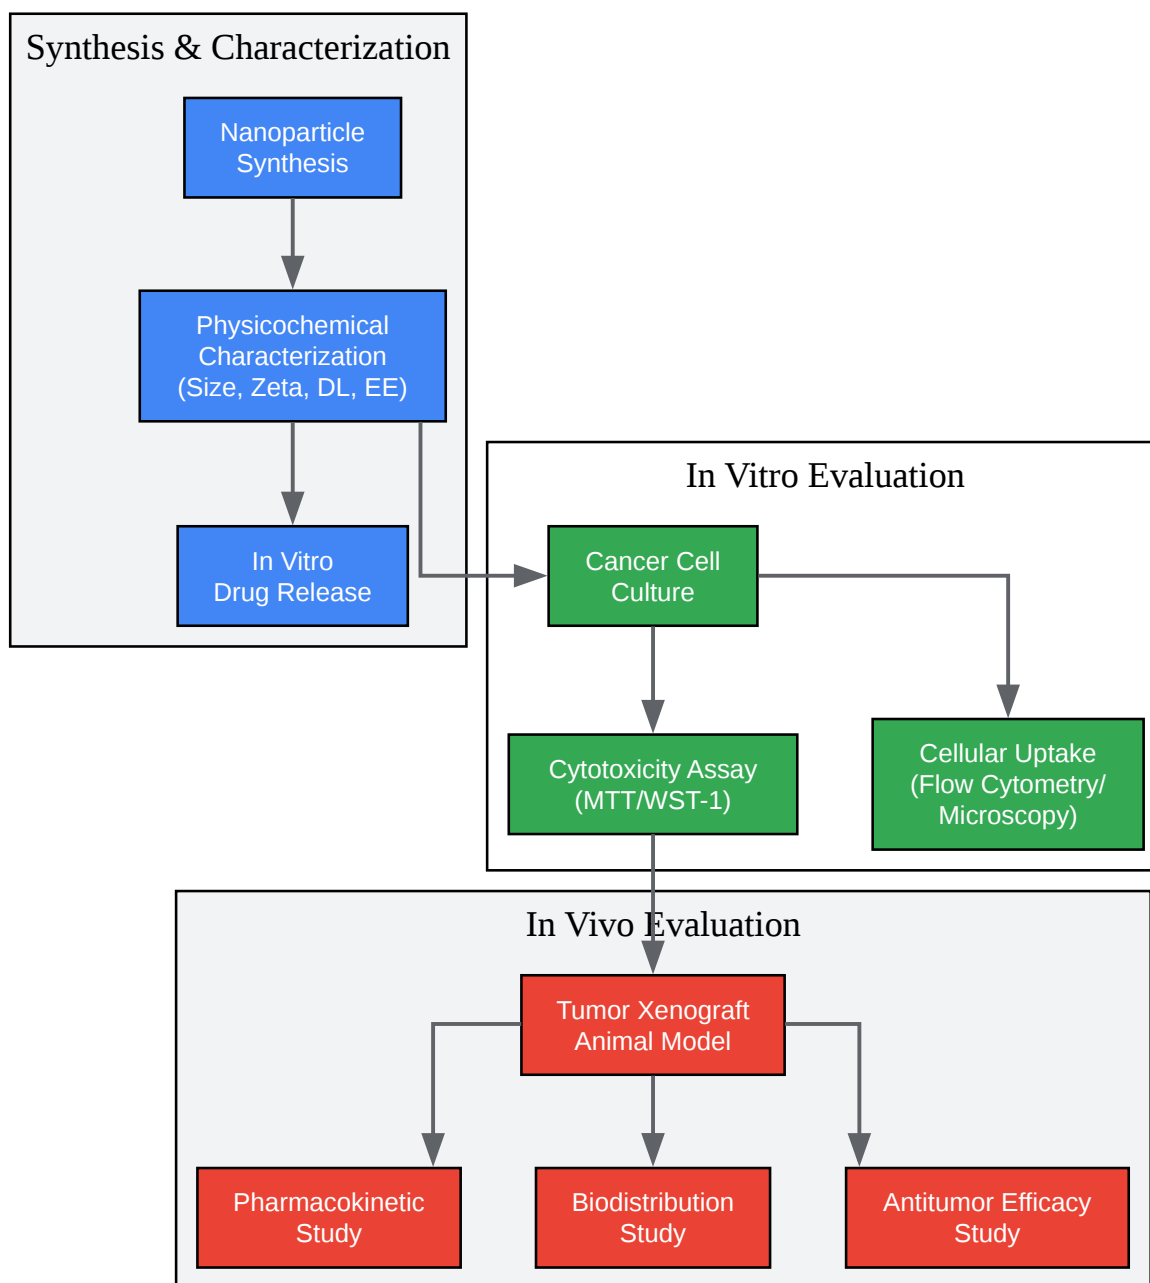 Synthesis & Characterization
Nanoparticle
Synthesis
Physicochemical
Characterization
(Size, Zeta, DL, EE)
In Vitro
Drug Release
In Vitro Evaluation
Cancer Cell
Culture
Cytotoxicity Assay
(MTT/WST-1)
Cellular Uptake
(Flow Cytometry/
Microscopy)
In Vivo Evaluation
Tumor Xenograft
Animal Model
Pharmacokinetic
Study
Biodistribution
Study
Antitumor Efficacy
Study